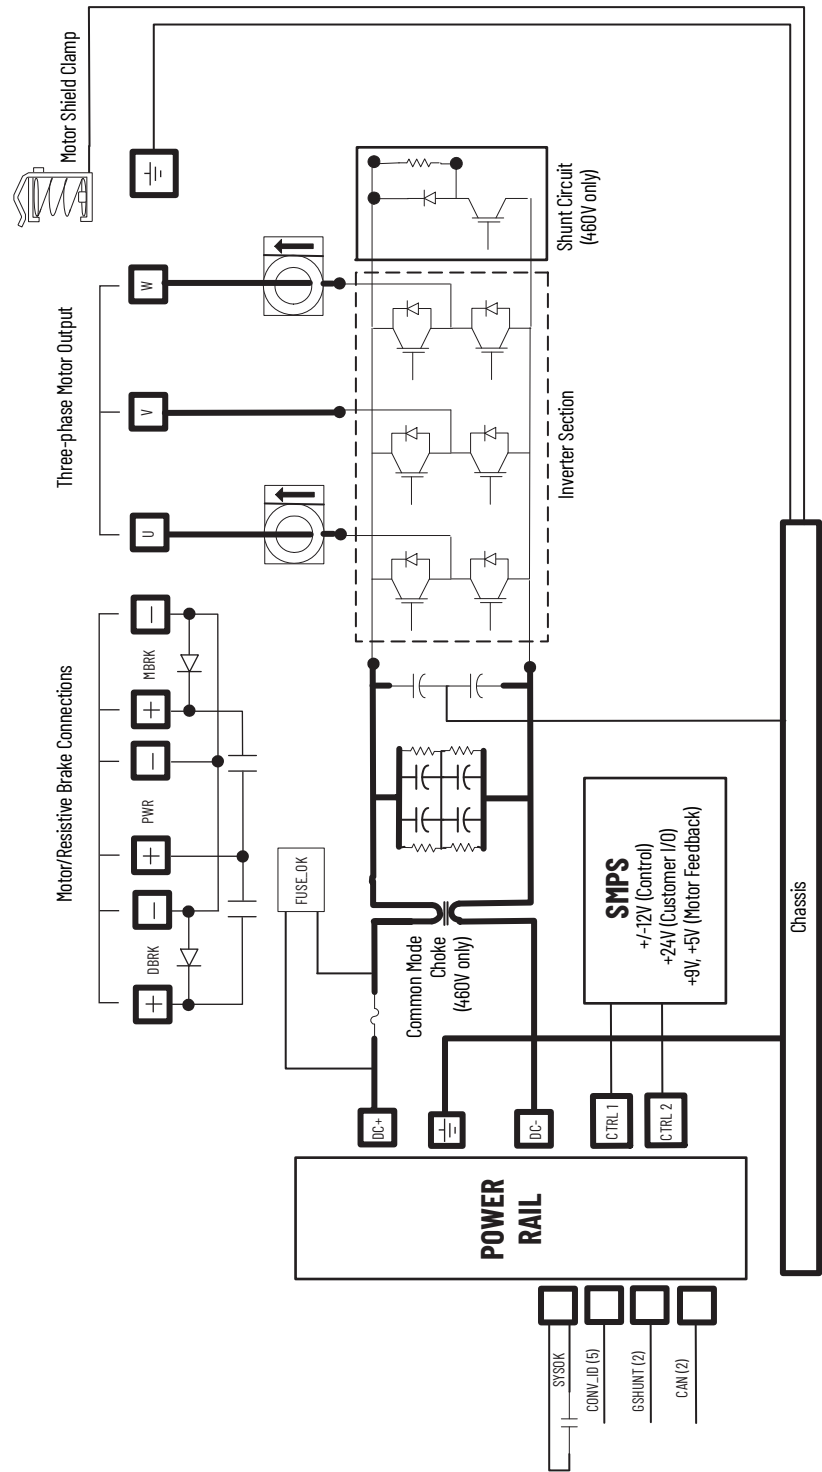 Motor/Resistive Brake Connections
DBRK
PWR
MBRK
+
−
+
−
+
−
Three-phase Motor Output
U
V
W
Motor Shield Clamp
FUSE_OK
DC+
DC-
CTRL 1
CTRL 2
Common Mode
Choke
(460V only)
Inverter Section
Shunt Circuit
(460V only)
POWER
RAIL
SMPS
+/-12V (Control)
+24V (Customer I/O)
+9V, +5V (Motor Feedback)
SYSOK
CONV_ID (5)
GSHUNT (2)
CAN (2)
Chassis